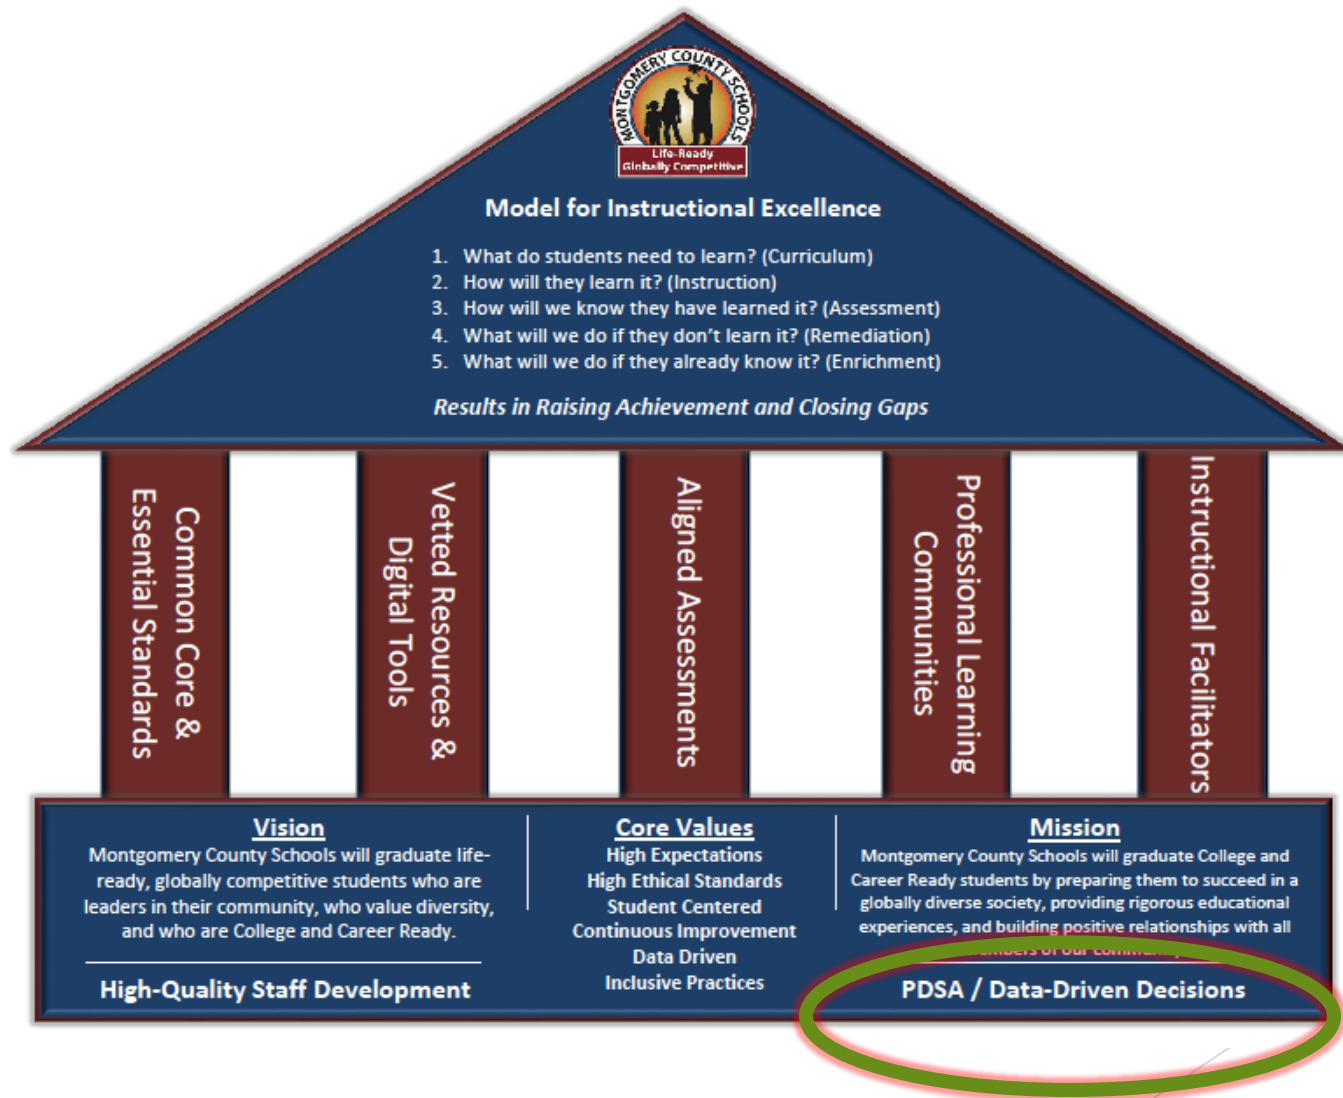 MONTGOMERY COUNTY SCHOOLS
Life-Ready
Globally Competitive
Model for Instructional Excellence
1. What do students need to learn? (Curriculum)
2. How will they learn it? (Instruction)
3. How will we know they have learned it? (Assessment)
4. What will we do if they don't learn it? (Remediation)
5. What will we do if they already know it? (Enrichment)
Results in Raising Achievement and Closing Gaps
Common Core &
Essential Standards
Vetted Resources &
Digital Tools
Aligned Assessments
Professional Learning
Communities
Instructional Facilitators
Vision
Montgomery County Schools will graduate life-
ready, globally competitive students who are
leaders in their community, who value diversity,
and who are College and Career Ready.
High-Quality Staff Development
Core Values
High Expectations
High Ethical Standards
Student Centered
Continuous Improvement
Data Driven
Inclusive Practices
Mission
Montgomery County Schools will graduate College and
Career Ready students by preparing them to succeed in a
globally diverse society, providing rigorous educational
experiences, and building positive relationships with all
of our
PDSA / Data-Driven Decisions